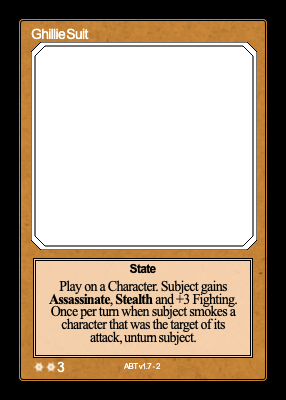 Ghillie Suit
State
Play on a Character. Subject gains
Assassinate, Stealth and +3 Fighting.
Once per turn when subject smokes a
character that was the target of its
attack, unturn subject.
3
ABT v1.7 - 2